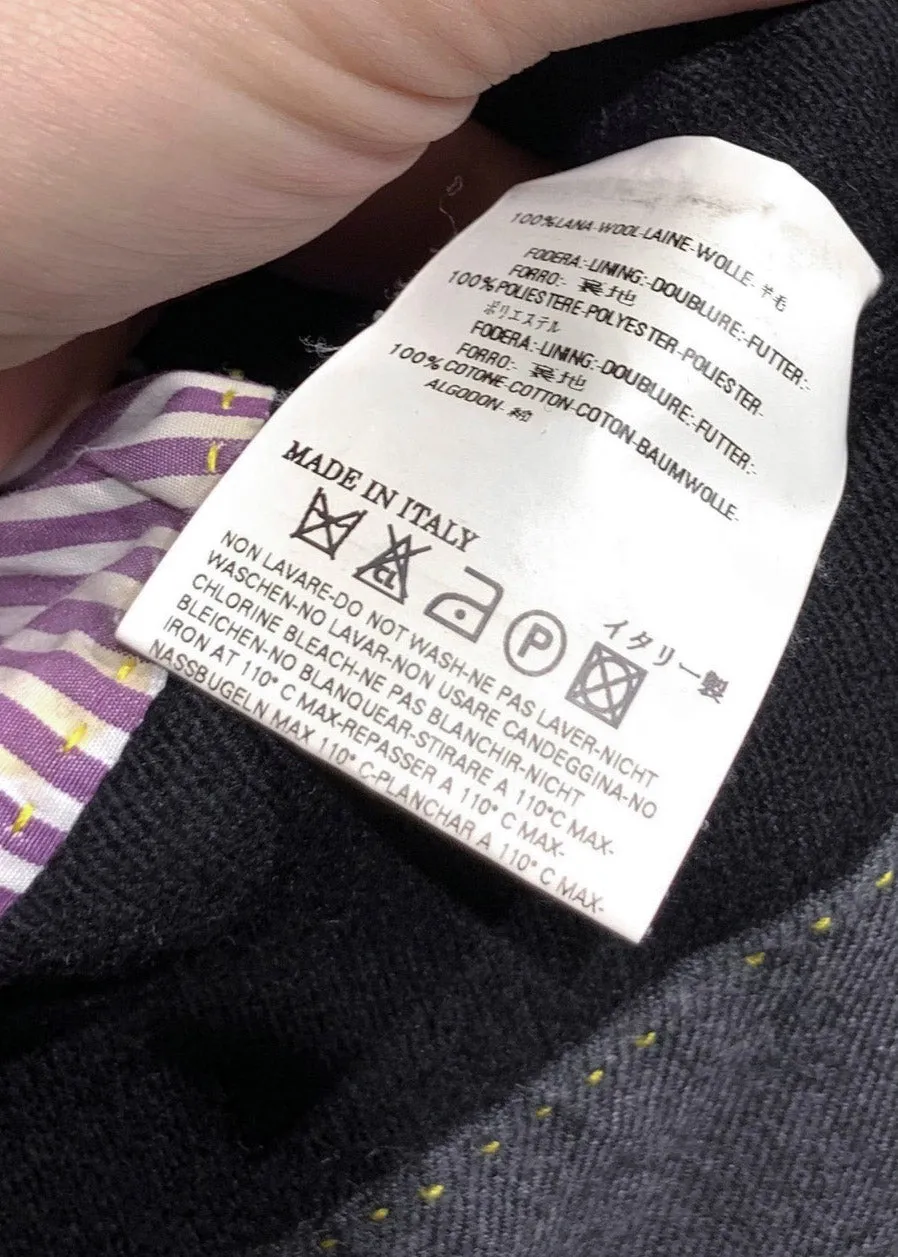 100%LANA-WOOL-LAINE-WOLLE- 羊毛
FODERA:-LINING:-DOUBLURE:-FUTTER:-
FORRO:- 裏地
100%POLIESTERE-POLYESTER-POLIESTER-
ポリエステル
FODERA:-LINING:-DOUBLURE:-FUTTER:-
FORRO:- 裏地
100%COTONE-COTTON-COTON-BAUMWOLLE-
ALGODON- 綿
MADE IN ITALY
CL
P
イタリー製
NON LAVARE-DO NOT WASH-NE PAS LAVER-NICHT
WASCHEN-NO LAVAR-NON USARE CANDEGGINA-NO
CHLORINE BLEACH-NE PAS BLANCHIR-NICHT
BLEICHEN-NO BLANQUEAR-STIRARE A 110°C MAX-
IRON AT 110° C MAX-REPASSER A 110° C MAX-
NASSBUGELN MAX 110° C-PLANCHAR A 110° C MAX-